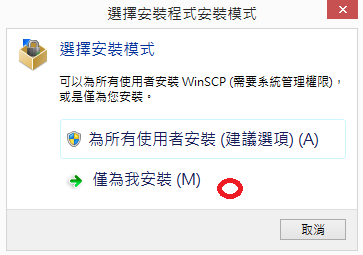 選擇安裝程式安裝模式
選擇安裝模式
可以為所有使用者安裝 WinSCP (需要系統管理權限)，
或是僅為您安裝。
為所有使用者安裝 (建議選項) (A)
僅為我安裝 (M)
取消